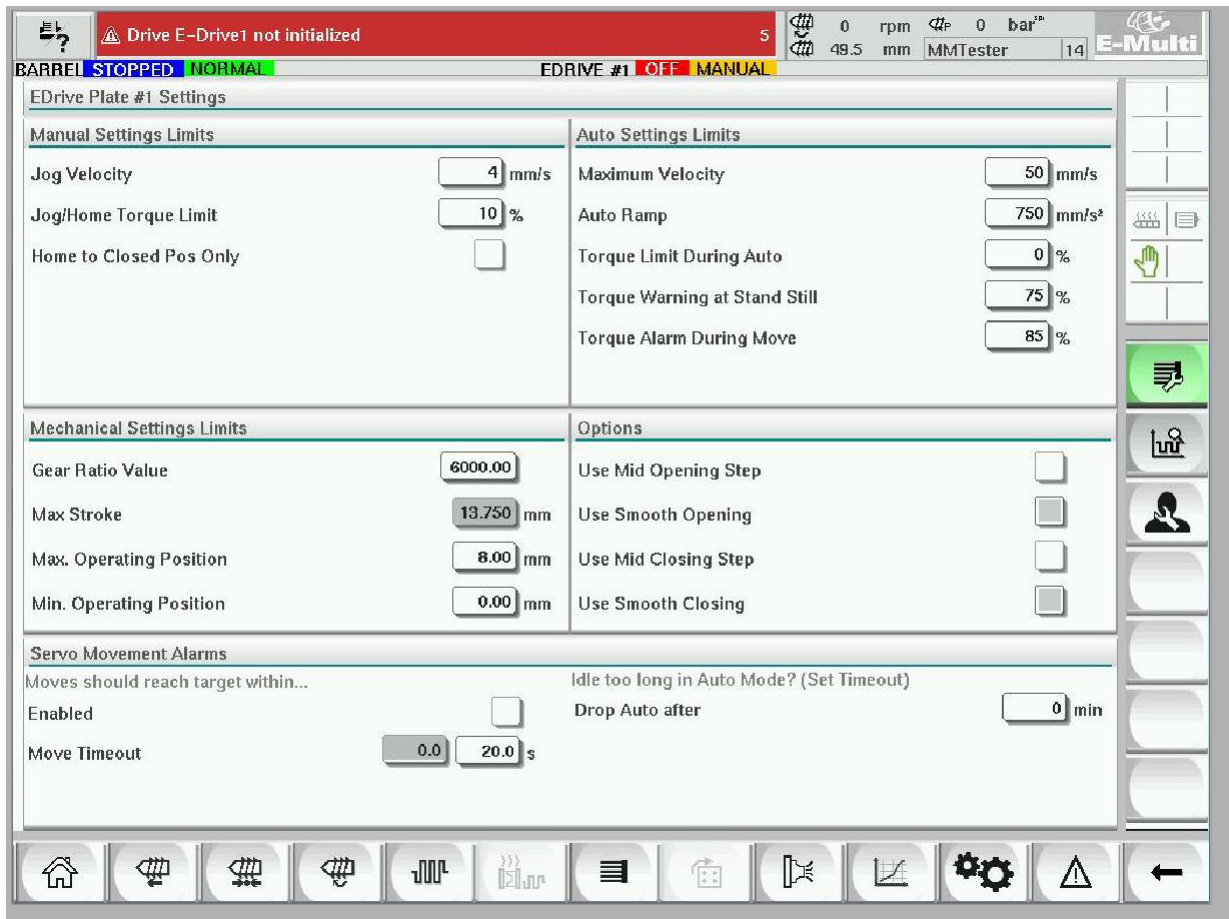 Drive E-Drive1 not initialized 5
0 rpm P 0 bar spe
49.5 mm MMTester 14
E-Multi
BARREL STOPPED NORMAL EDRIVE #1 OFF MANUAL
EDrive Plate #1 Settings
Manual Settings Limits
Jog Velocity 4 mm/s
Jog/Home Torque Limit 10 %
Home to Closed Pos Only
Auto Settings Limits
Maximum Velocity 50 mm/s
Auto Ramp 750 mm/s²
Torque Limit During Auto 0 %
Torque Warning at Stand Still 75 %
Torque Alarm During Move 85 %
Mechanical Settings Limits
Gear Ratio Value 6000.00
Max Stroke 13.750 mm
Max. Operating Position 8.00 mm
Min. Operating Position 0.00 mm
Options
Use Mid Opening Step
Use Smooth Opening
Use Mid Closing Step
Use Smooth Closing
Servo Movement Alarms
Moves should reach target within...
Enabled
Move Timeout 0.0 20.0 s
Idle too long in Auto Mode? (Set Timeout)
Drop Auto after 0 min